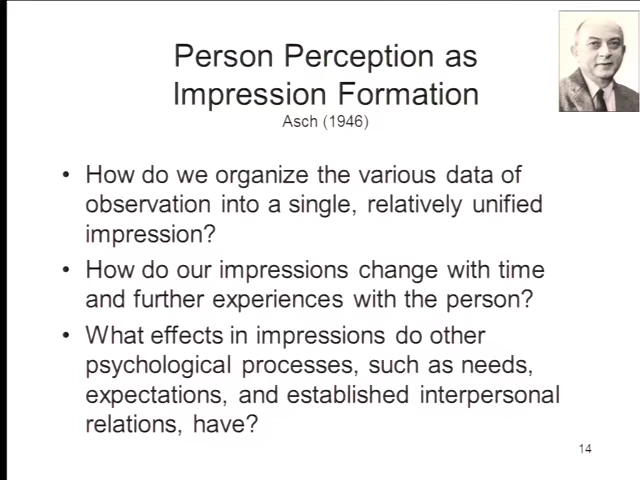 Person Perception as
Impression Formation
Asch (1946)
• How do we organize the various data of
observation into a single, relatively unified
impression?
• How do our impressions change with time
and further experiences with the person?
• What effects in impressions do other
psychological processes, such as needs,
expectations, and established interpersonal
relations, have?
14